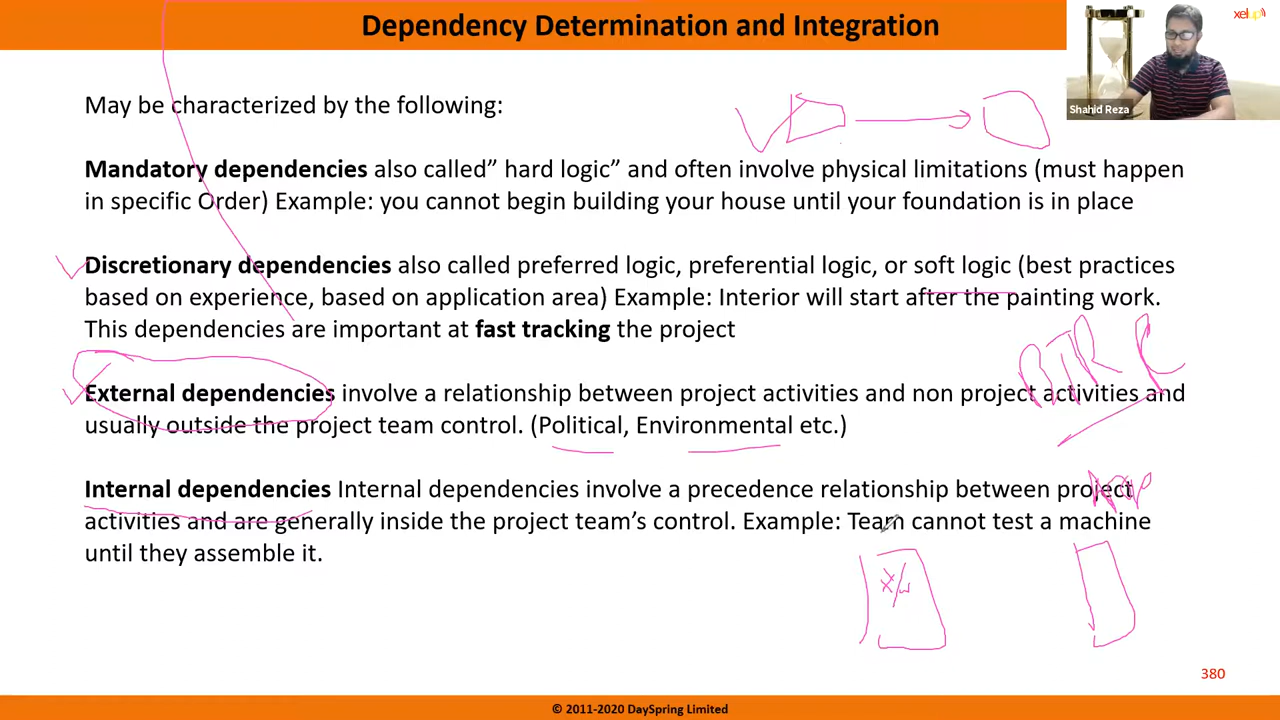 Dependency Determination and Integration
xelup
Shahid Reza
May be characterized by the following:
Mandatory dependencies also called” hard logic” and often involve physical limitations (must happen
in specific Order) Example: you cannot begin building your house until your foundation is in place
Discretionary dependencies also called preferred logic, preferential logic, or soft logic (best practices
based on experience, based on application area) Example: Interior will start after the painting work.
This dependencies are important at fast tracking the project
BTRC
External dependencies involve a relationship between project activities and non project activities and
usually outside the project team control. (Political, Environmental etc.)
Internal dependencies Internal dependencies involve a precedence relationship between project
activities and are generally inside the project team’s control. Example: Team cannot test a machine
until they assemble it.
380
© 2011-2020 DaySpring Limited